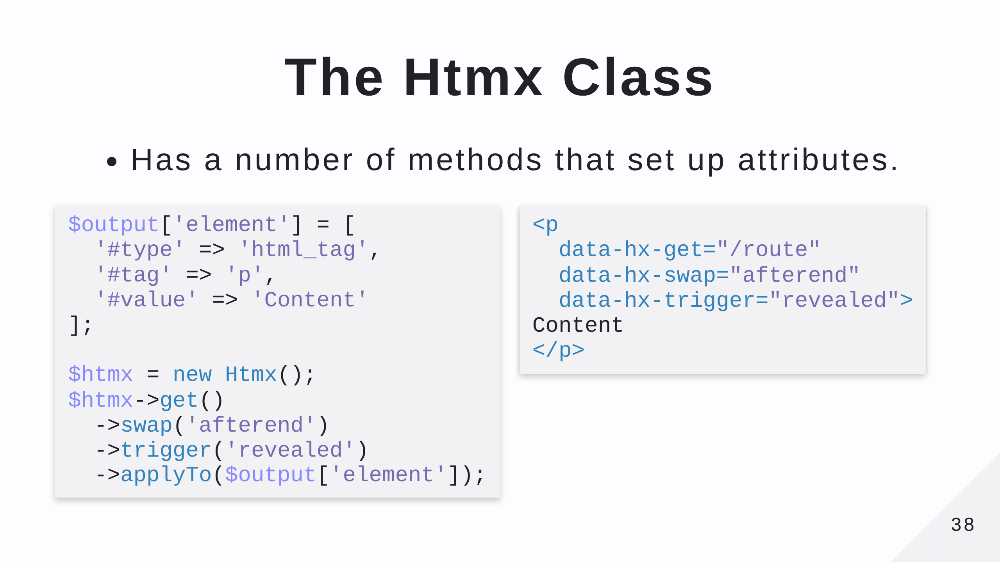 The Htmx Class
• Has a number of methods that set up attributes.
$output['element'] = [
  '#type' => 'html_tag',
  '#tag' => 'p',
  '#value' => 'Content'
];

$htmx = new Htmx();
$htmx->get()
  ->swap('afterend')
  ->trigger('revealed')
  ->applyTo($output['element']);
<p
  data-hx-get="/route"
  data-hx-swap="afterend"
  data-hx-trigger="revealed">
Content
</p>
38